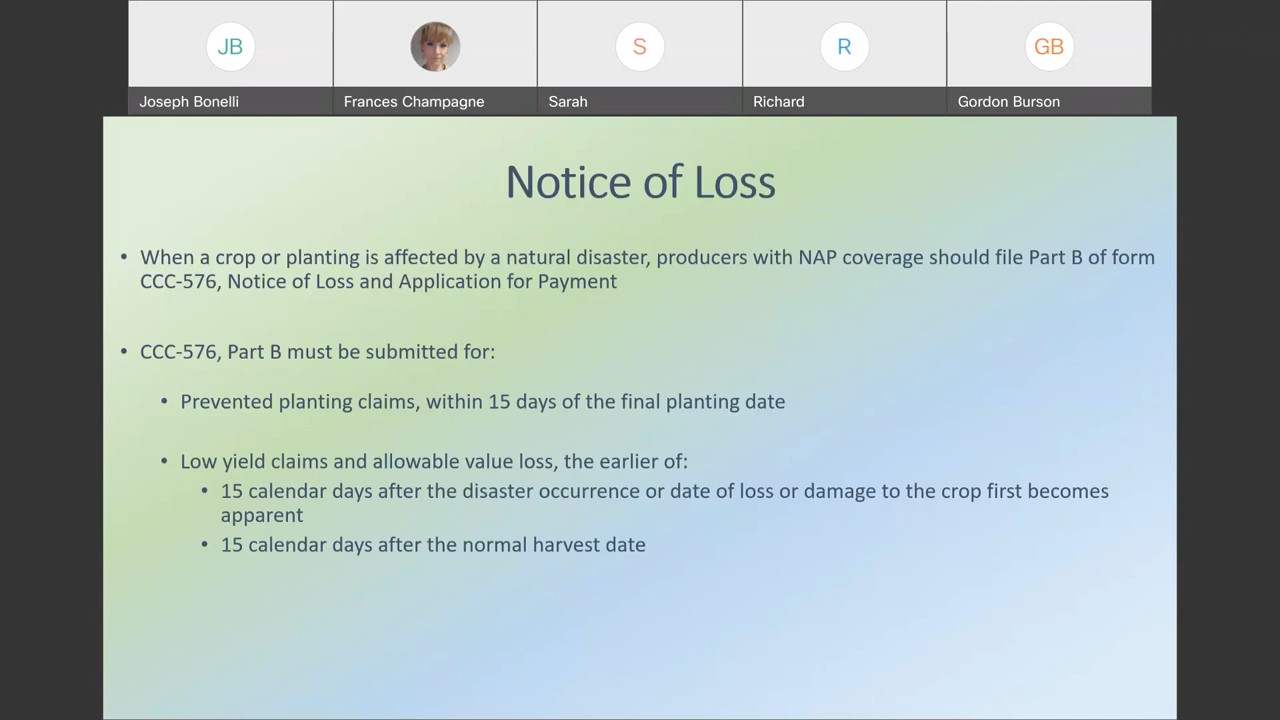 JB
S
R
GB
Joseph Bonelli
Frances Champagne
Sarah
Richard
Gordon Burson
Notice of Loss
• When a crop or planting is affected by a natural disaster, producers with NAP coverage should file Part B of form
CCC-576, Notice of Loss and Application for Payment
• CCC-576, Part B must be submitted for:
• Prevented planting claims, within 15 days of the final planting date
• Low yield claims and allowable value loss, the earlier of:
• 15 calendar days after the disaster occurrence or date of loss or damage to the crop first becomes
apparent
• 15 calendar days after the normal harvest date